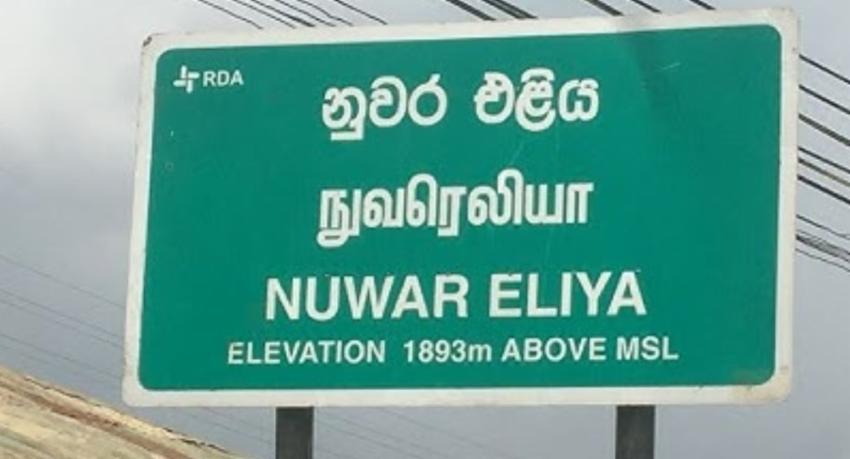 RDA
නුවර එළිය
நுவரெலியா
NUWAR ELIYA
ELEVATION 1893m ABOVE MSL